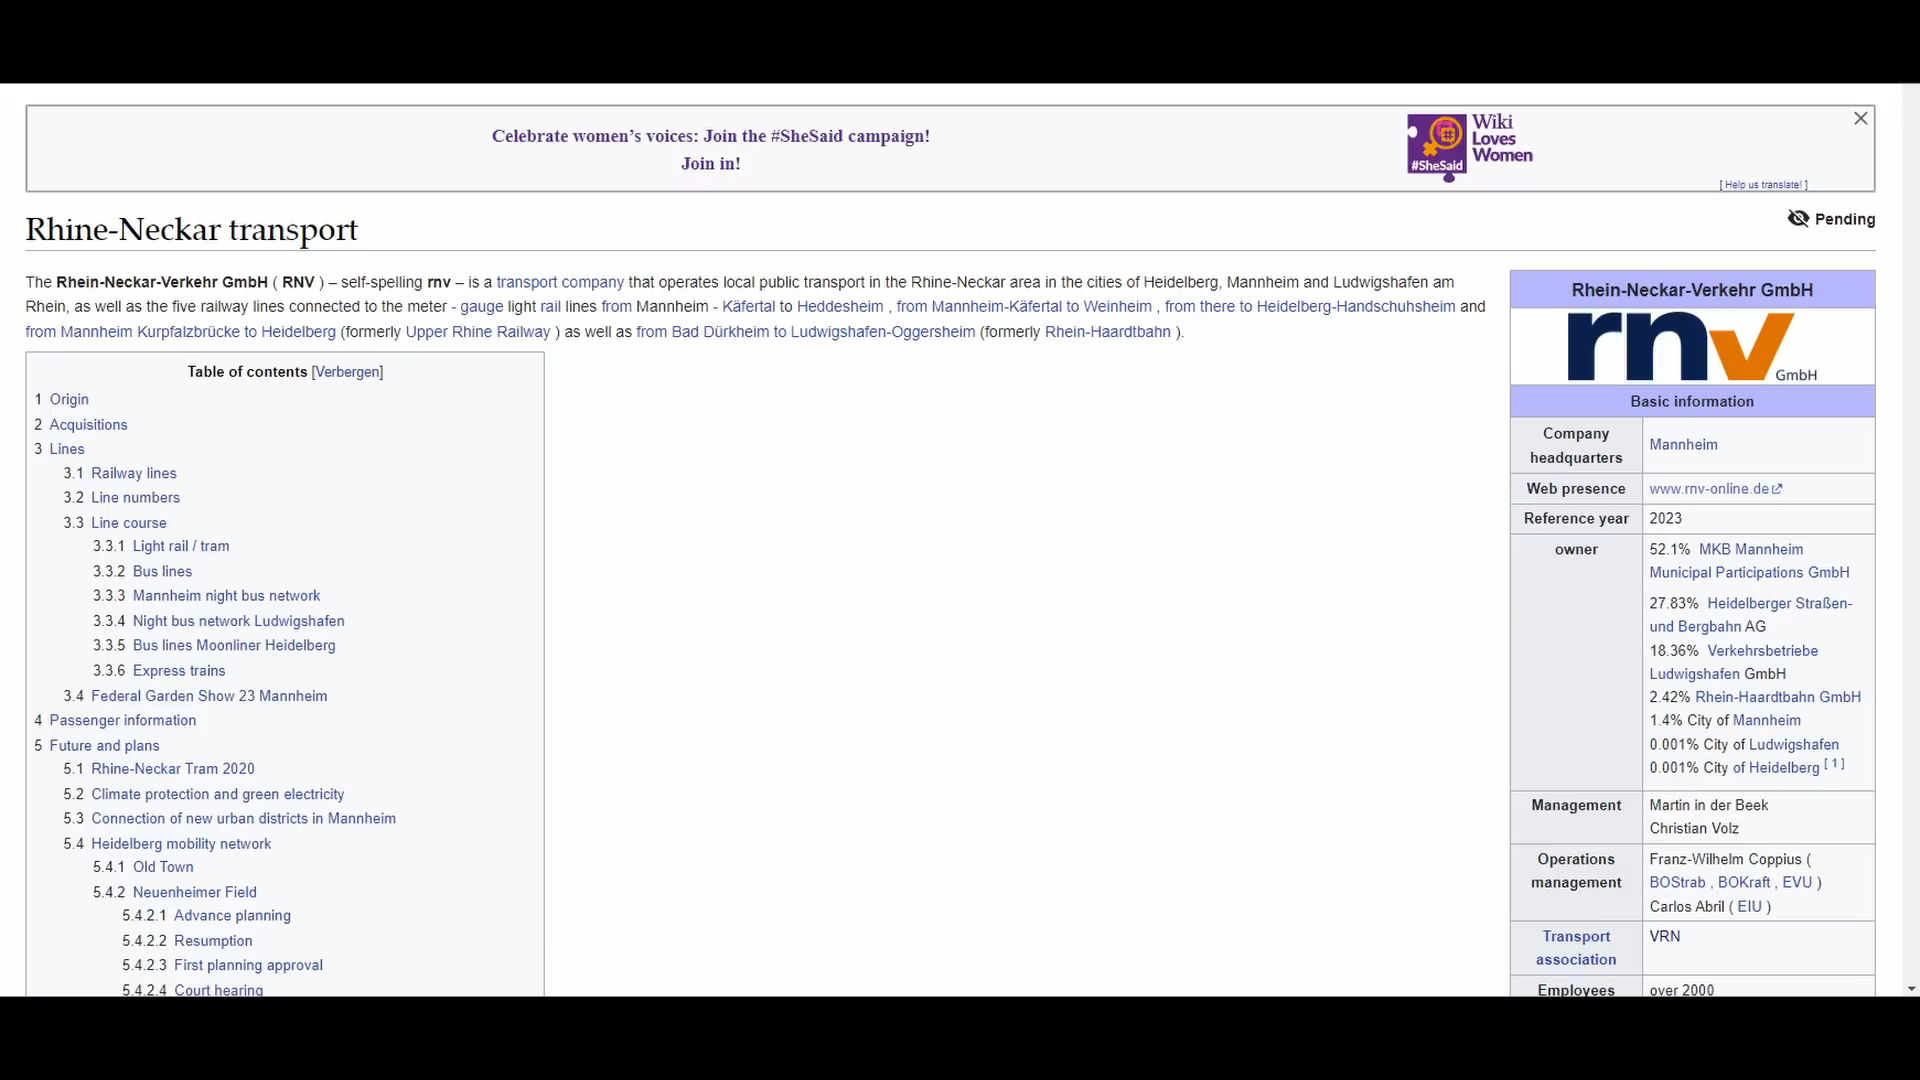 Celebrate women's voices: Join the #SheSaid campaign!
Join in!
#SheSaid
Wiki
Loves
Women
[ Help us translate! ]
Rhine-Neckar transport
Pending
The Rhein-Neckar-Verkehr GmbH ( RNV ) – self-spelling rnv – is a transport company that operates local public transport in the Rhine-Neckar area in the cities of Heidelberg, Mannheim and Ludwigshafen am
Rhein, as well as the five railway lines connected to the meter - gauge light rail lines from Mannheim - Käfertal to Heddesheim , from Mannheim-Käfertal to Weinheim , from there to Heidelberg-Handschuhsheim and
from Mannheim Kurpfalzbrücke to Heidelberg (formerly Upper Rhine Railway ) as well as from Bad Dürkheim to Ludwigshafen-Oggersheim (formerly Rhein-Haardtbahn ).
Table of contents [Verbergen]
1 Origin
2 Acquisitions
3 Lines
3.1 Railway lines
3.2 Line numbers
3.3 Line course
3.3.1 Light rail / tram
3.3.2 Bus lines
3.3.3 Mannheim night bus network
3.3.4 Night bus network Ludwigshafen
3.3.5 Bus lines Moonliner Heidelberg
3.3.6 Express trains
3.4 Federal Garden Show 23 Mannheim
4 Passenger information
5 Future and plans
5.1 Rhine-Neckar Tram 2020
5.2 Climate protection and green electricity
5.3 Connection of new urban districts in Mannheim
5.4 Heidelberg mobility network
5.4.1 Old Town
5.4.2 Neuenheimer Field
5.4.2.1 Advance planning
5.4.2.2 Resumption
5.4.2.3 First planning approval
5.4.2.4 Court hearing
Rhein-Neckar-Verkehr GmbH
rnv GmbH
Basic information
Company headquarters
Mannheim
Web presence
www.rnv-online.de
Reference year
2023
owner
52.1% MKB Mannheim
Municipal Participations GmbH
27.83% Heidelberger Straßen-
und Bergbahn AG
18.36% Verkehrsbetriebe
Ludwigshafen GmbH
2.42% Rhein-Haardtbahn GmbH
1.4% City of Mannheim
0.001% City of Ludwigshafen
0.001% City of Heidelberg [ 1 ]
Management
Martin in der Beek
Christian Volz
Operations management
Franz-Wilhelm Coppius (
BOStrab , BOKraft , EVU )
Carlos Abril ( EIU )
Transport association
VRN
Employees
over 2000